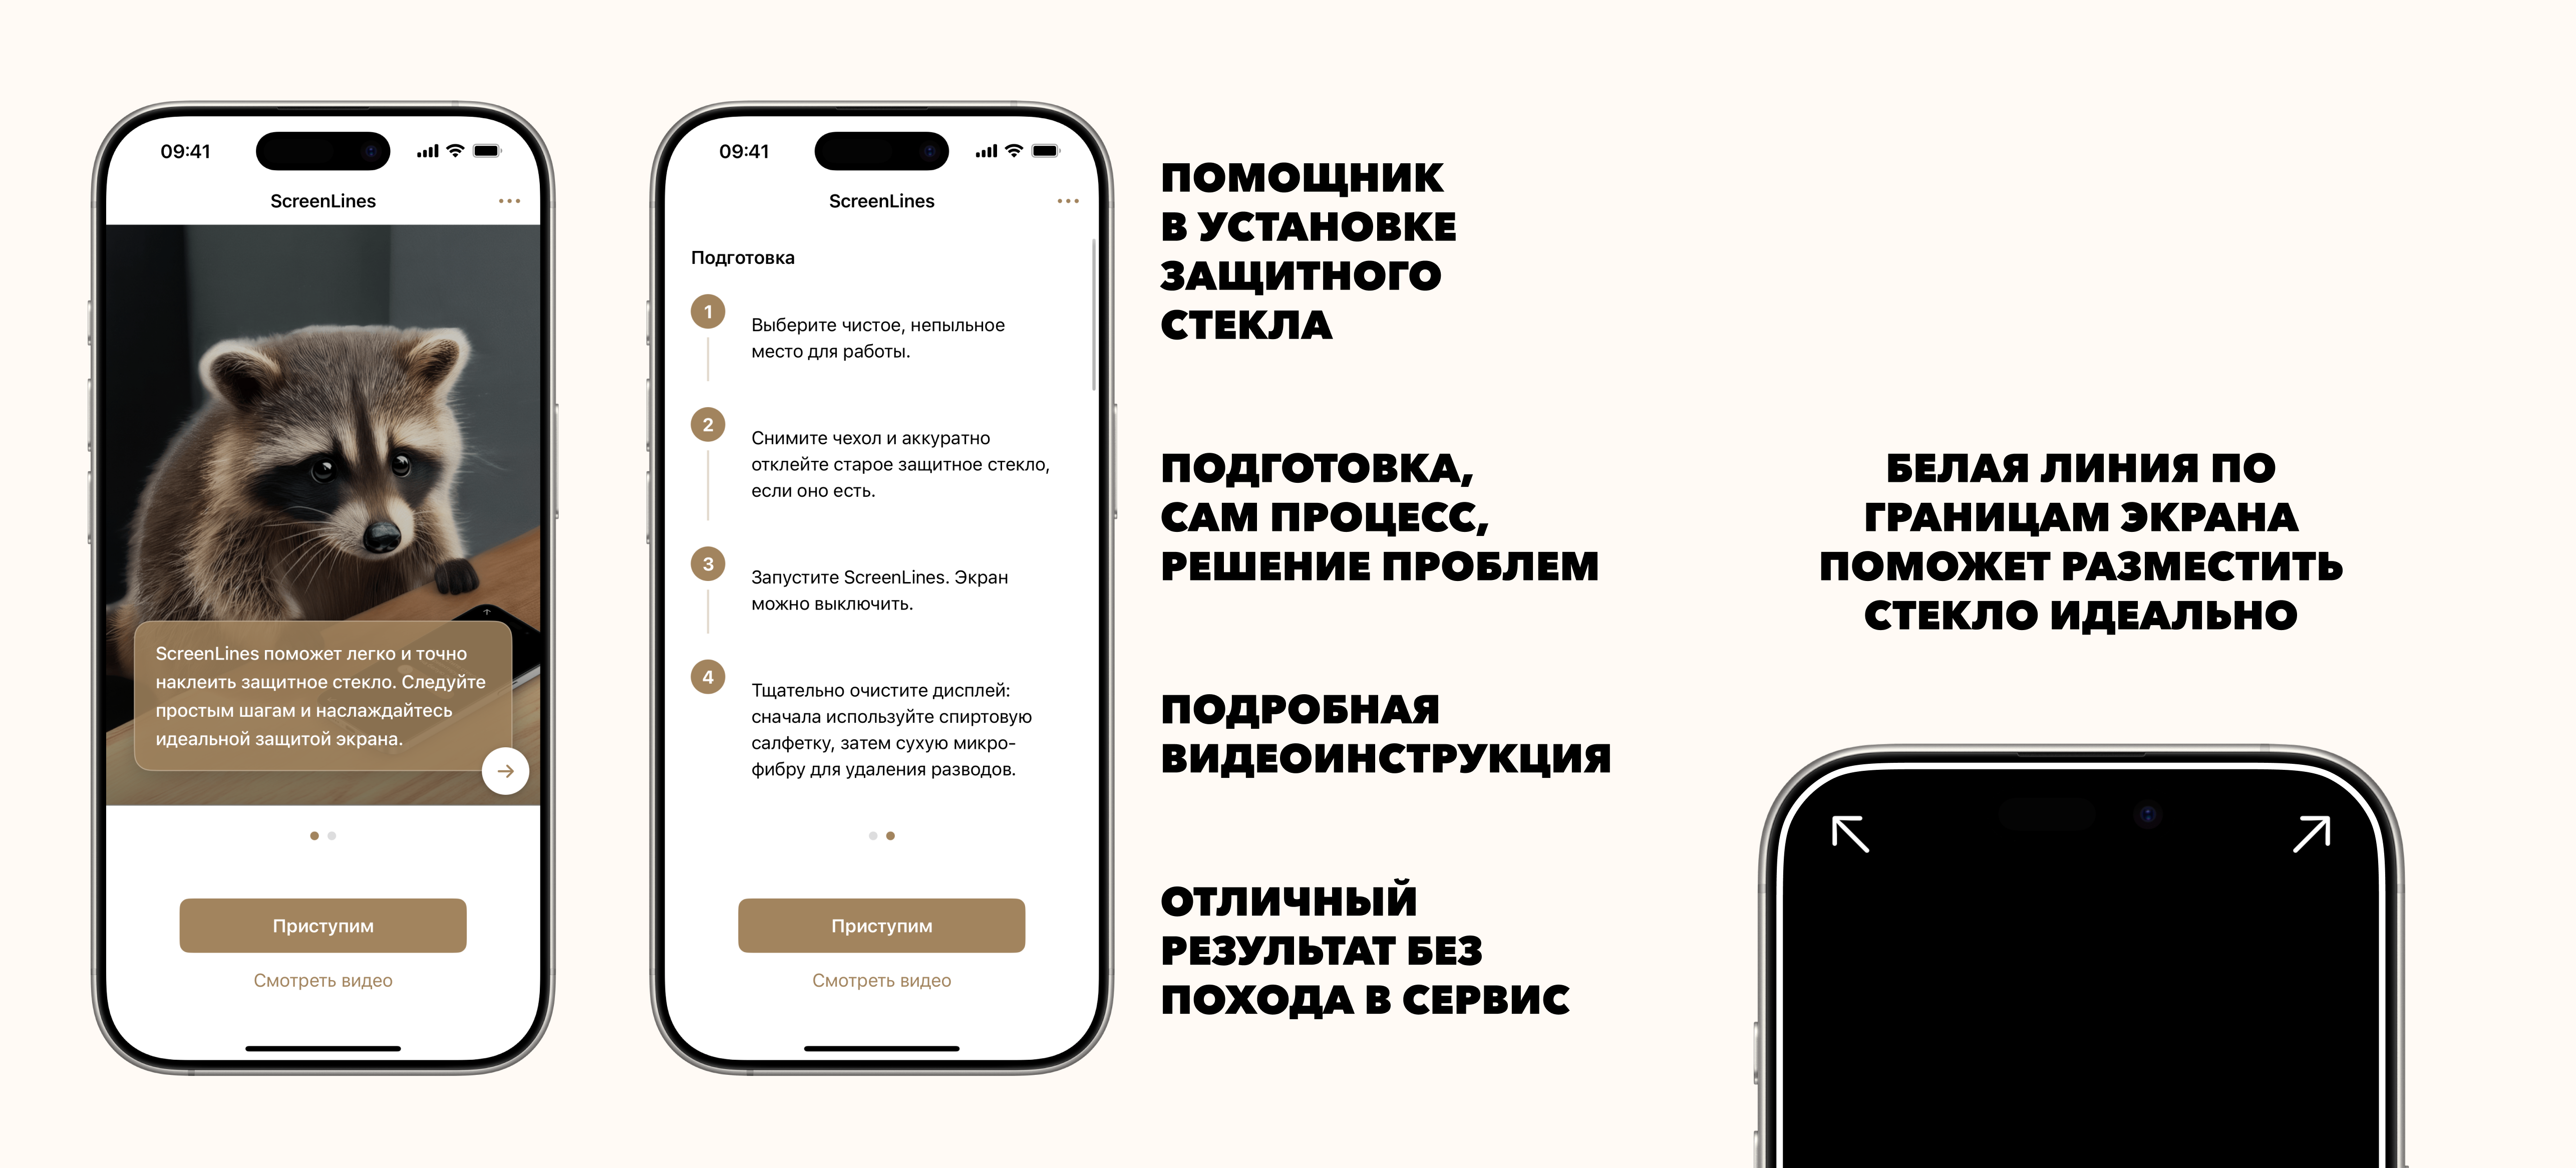 09:41
ScreenLines
ScreenLines поможет легко и точно
наклеить защитное стекло. Следуйте
простым шагам и наслаждайтесь
идеальной защитой экрана.
Приступим
Смотреть видео
09:41
ScreenLines
Подготовка
1
Выберите чистое, непыльное
место для работы.
2
Снимите чехол и аккуратно
отклейте старое защитное стекло,
если оно есть.
3
Запустите ScreenLines. Экран
можно выключить.
4
Тщательно очистите дисплей:
сначала используйте спиртовую
салфетку, затем сухую микро-
фибру для удаления разводов.
Приступим
Смотреть видео
ПОМОЩНИК
В УСТАНОВКЕ
ЗАЩИТНОГО
СТЕКЛА
ПОДГОТОВКА,
САМ ПРОЦЕСС,
РЕШЕНИЕ ПРОБЛЕМ
ПОДРОБНАЯ
ВИДЕОИНСТРУКЦИЯ
ОТЛИЧНЫЙ
РЕЗУЛЬТАТ БЕЗ
ПОХОДА В СЕРВИС
БЕЛАЯ ЛИНИЯ ПО
ГРАНИЦАМ ЭКРАНА
ПОМОЖЕТ РАЗМЕСТИТЬ
СТЕКЛО ИДЕАЛЬНО